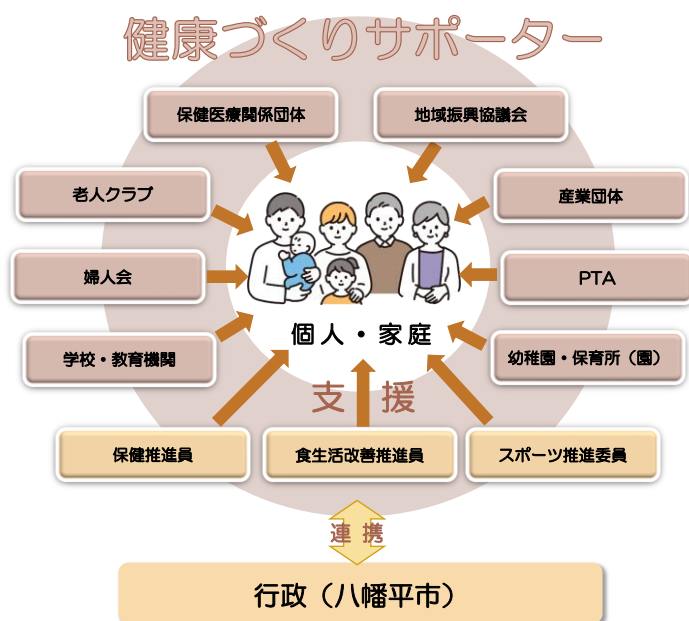 健康づくりサポーター
保健医療関係団体
地域振興協議会
老人クラブ
産業団体
婦人会
PTA
個人・家庭
学校・教育機関
幼稚園・保育所（園）
支 援
保健推進員
食生活改善推進員
スポーツ推進委員
連 携
行政（八幡平市）